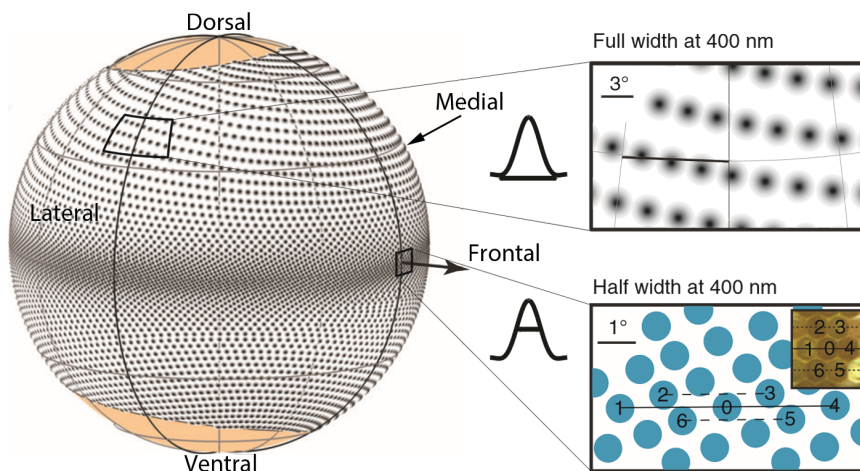 Dorsal
Full width at 400 nm
3°
Medial
Lateral
Frontal
Half width at 400 nm
1°
2 3
1 0 4
6 5
2 3
1 0 4
6 5
Ventral